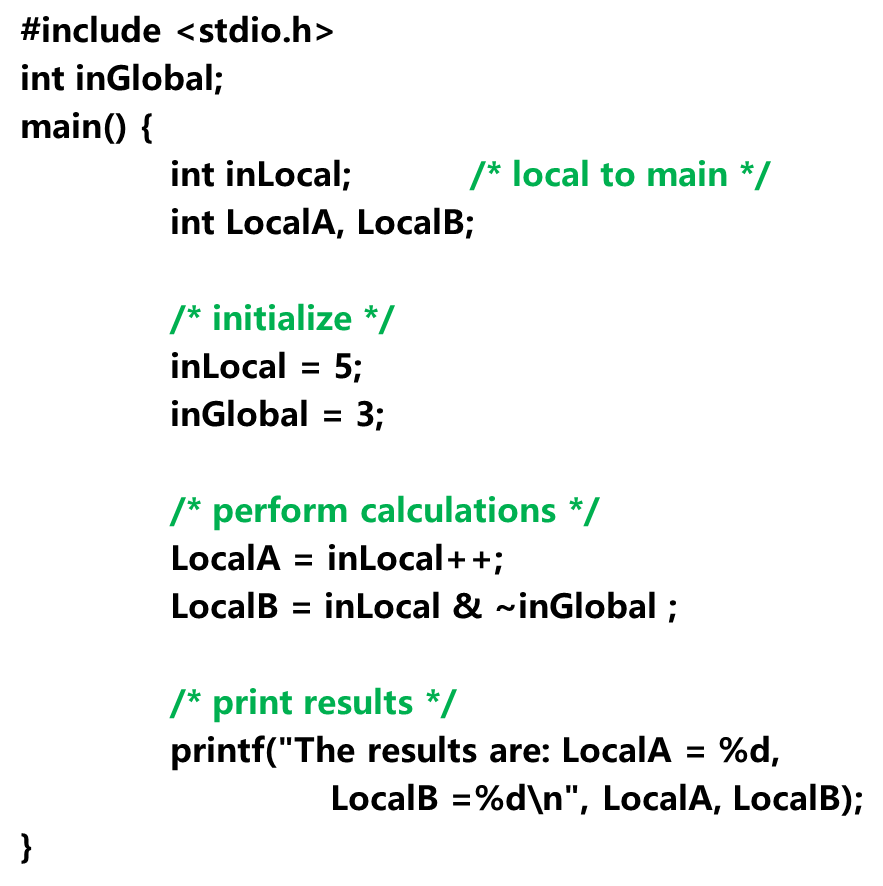 #include <stdio.h>
int inGlobal;
main() {
int inLocal; /* local to main */
int LocalA, LocalB;
/* initialize */
inLocal = 5;
inGlobal = 3;
/* perform calculations */
LocalA = inLocal++;
LocalB = inLocal & ~inGlobal ;
/* print results */
printf("The results are: LocalA = %d,
LocalB =%d\n", LocalA, LocalB);
}